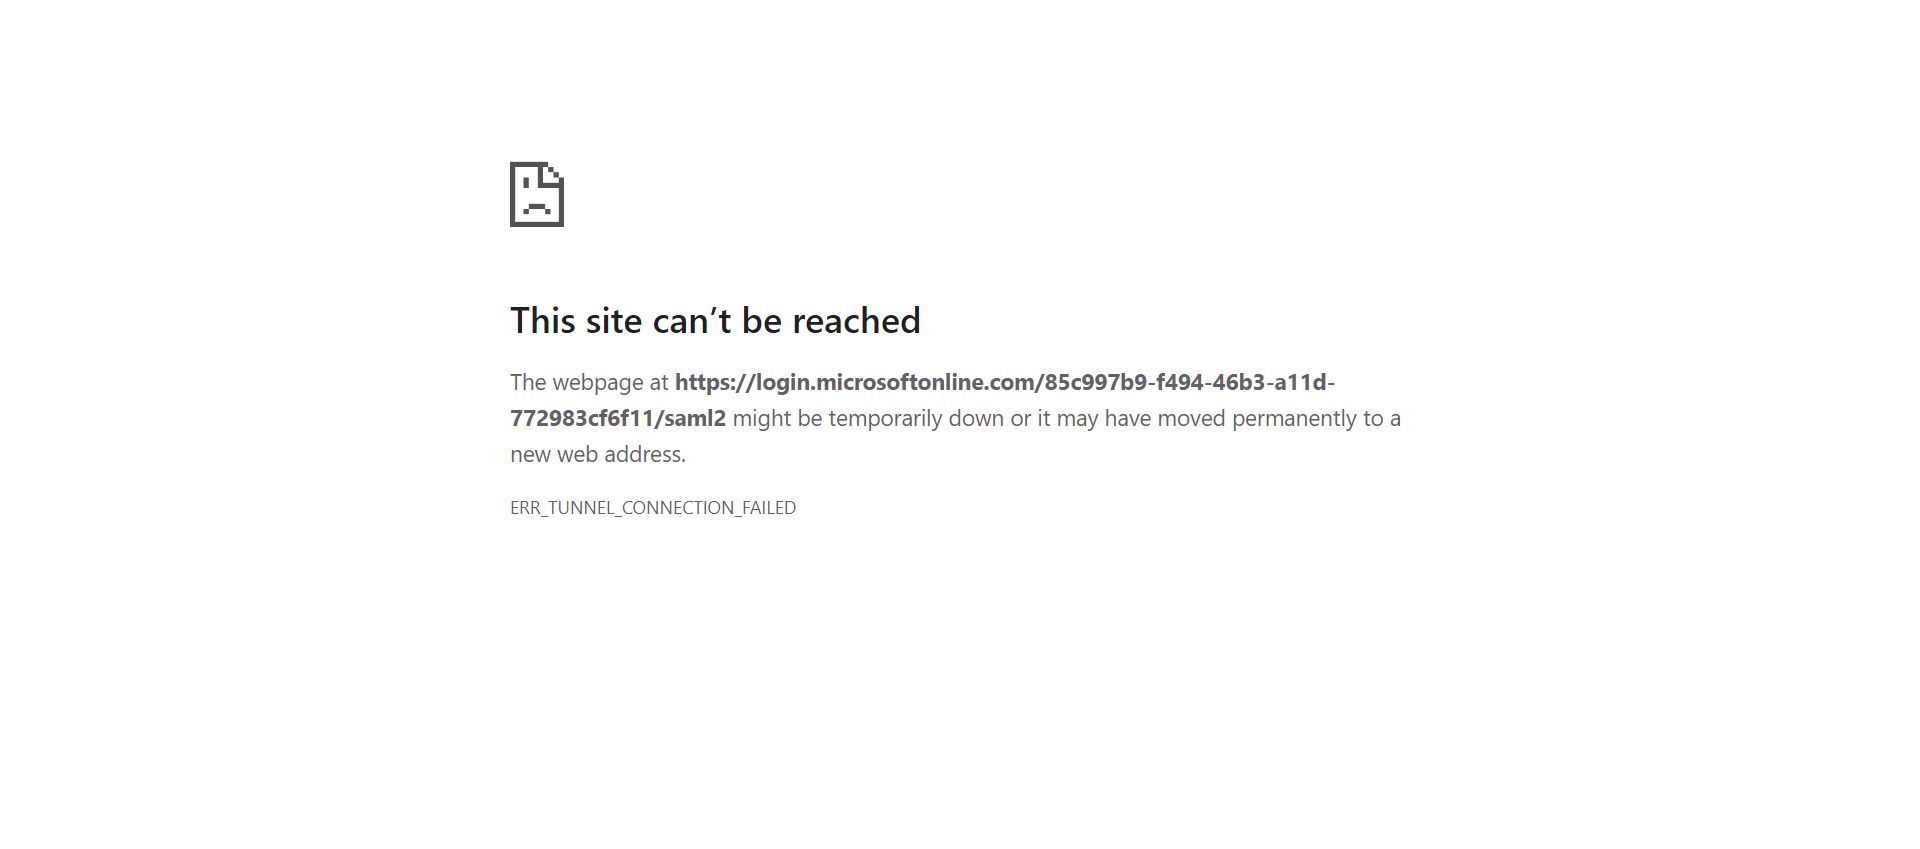 This site can’t be reached
The webpage at https://login.microsoftonline.com/85c997b9-f494-46b3-a11d-
772983cf6f11/saml2 might be temporarily down or it may have moved permanently to a
new web address.
ERR_TUNNEL_CONNECTION_FAILED